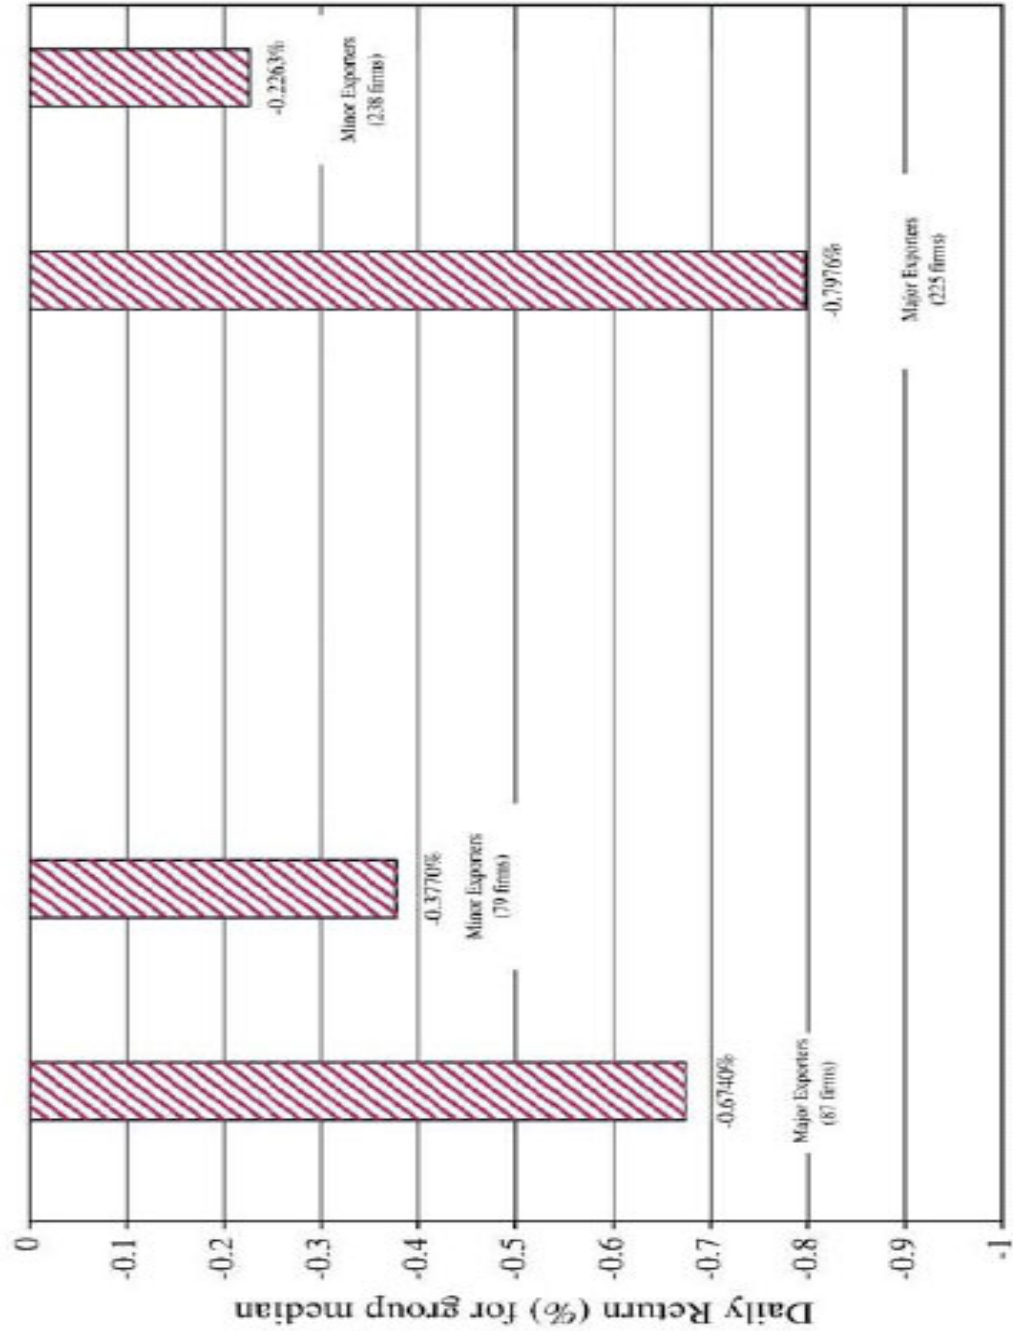 Daily Return (%) for group median
0
-0.1
-0.2
-0.3
-0.4
-0.5
-0.6
-0.7
-0.8
-0.9
-1
-0.6740%
Major Exporters
(87 firms)
-0.3770%
Minor Exporters
(79 firms)
-0.7976%
Major Exporters
(225 firms)
-0.2263%
Minor Exporters
(238 firms)